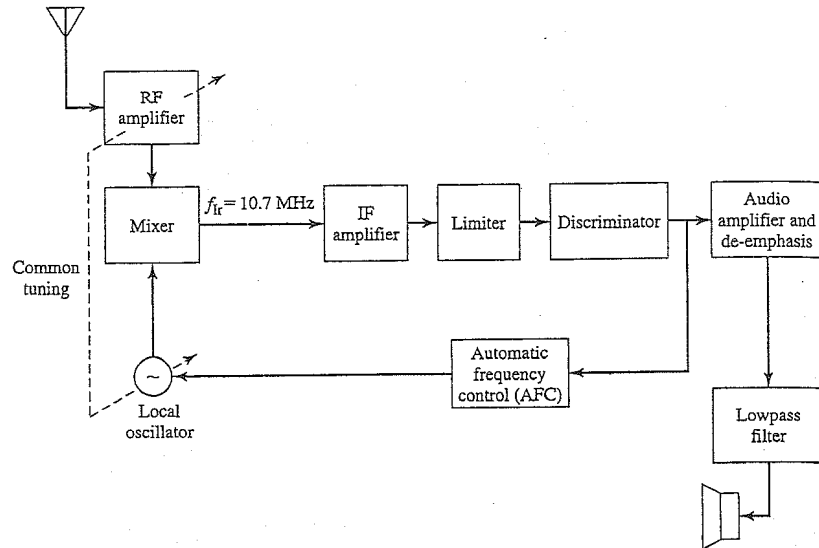 RF
amplifier
Mixer
f_Ir = 10.7 MHz
IF
amplifier
Limiter
Discriminator
Audio
amplifier and
de-emphasis
Common
tuning
~
Local
oscillator
Automatic
frequency
control (AFC)
Lowpass
filter